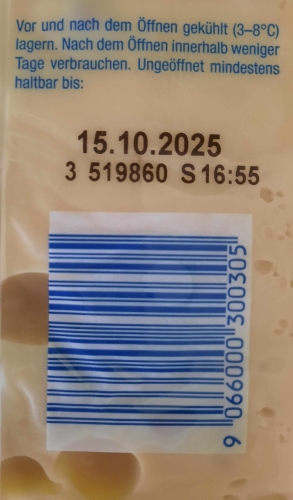 Vor und nach dem Öffnen gekühlt (3–8°C)
lagern. Nach dem Öffnen innerhalb weniger
Tage verbrauchen. Ungeöffnet mindestens
haltbar bis:
15.10.2025
3 519860 S16:55
9 066000 300305